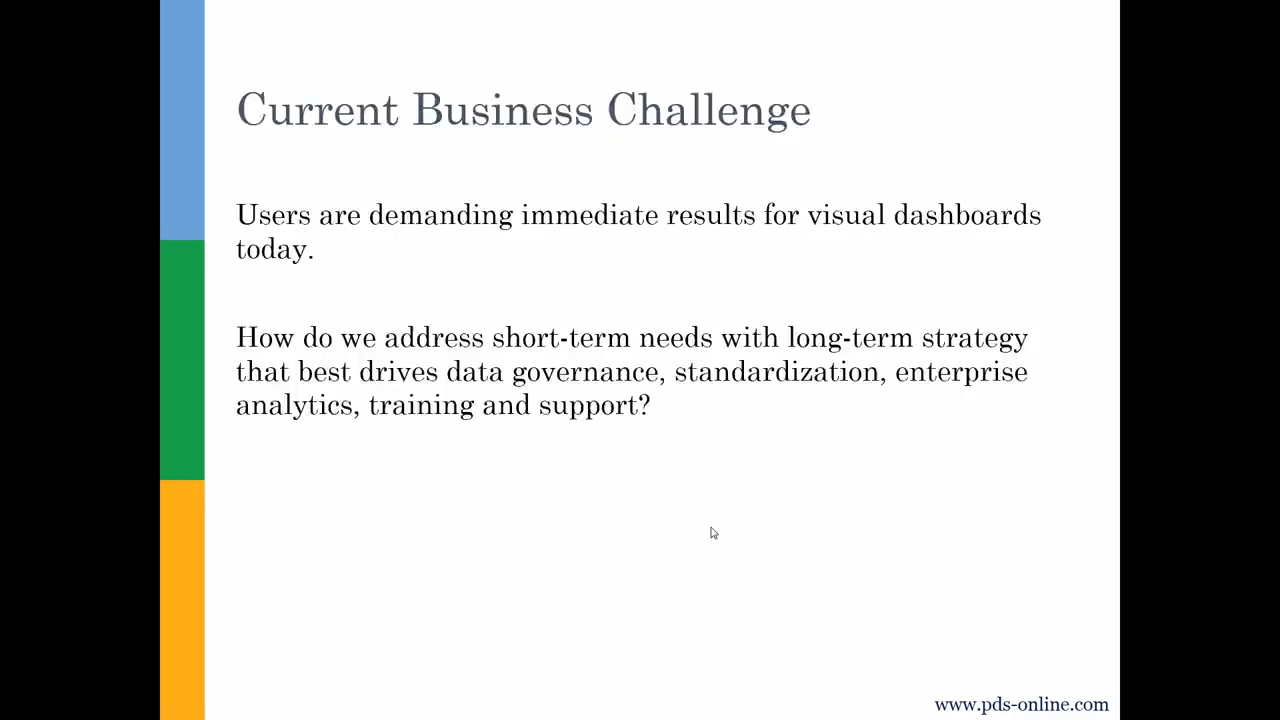 Current Business Challenge
Users are demanding immediate results for visual dashboards
today.
How do we address short-term needs with long-term strategy
that best drives data governance, standardization, enterprise
analytics, training and support?
www.pds-online.com